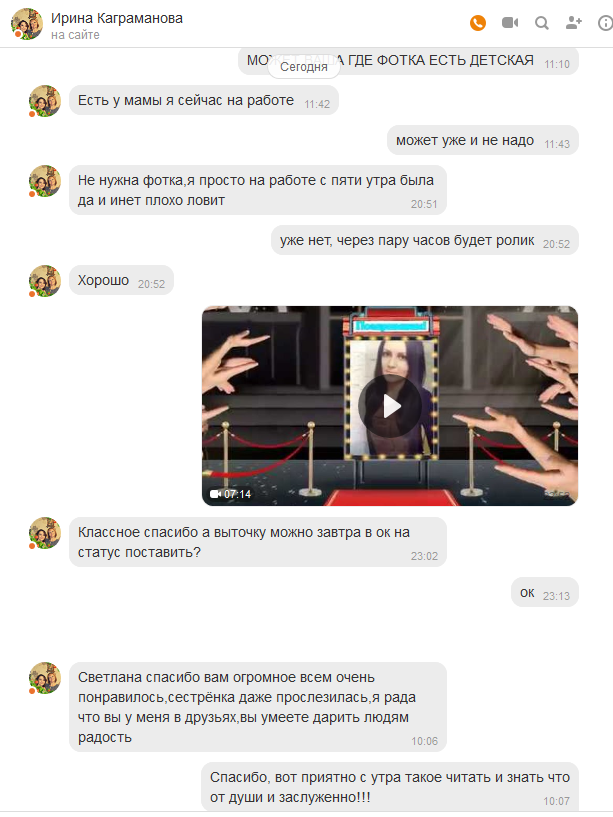 Ирина Каграманова
на сайте
МОЖЕТ НАША ГДЕ ФОТКА ЕСТЬ ДЕТСКАЯ 11:10
Сегодня
Есть у мамы я сейчас на работе 11:42
может уже и не надо 11:43
Не нужна фотка,я просто на работе с пяти утра была
да и инет плохо ловит 20:51
уже нет, через пару часов будет ролик 20:52
Хорошо 20:52
07:14
Классное спасибо а выточку можно завтра в ок на
статус поставить? 23:02
ок 23:13
Светлана спасибо вам огромное всем очень
понравилось,сестрёнка даже прослезилась,я рада
что вы у меня в друзьях,вы умеете дарить людям
радость 10:06
Спасибо, вот приятно с утра такое читать и знать что
от души и заслуженно!!! 10:07